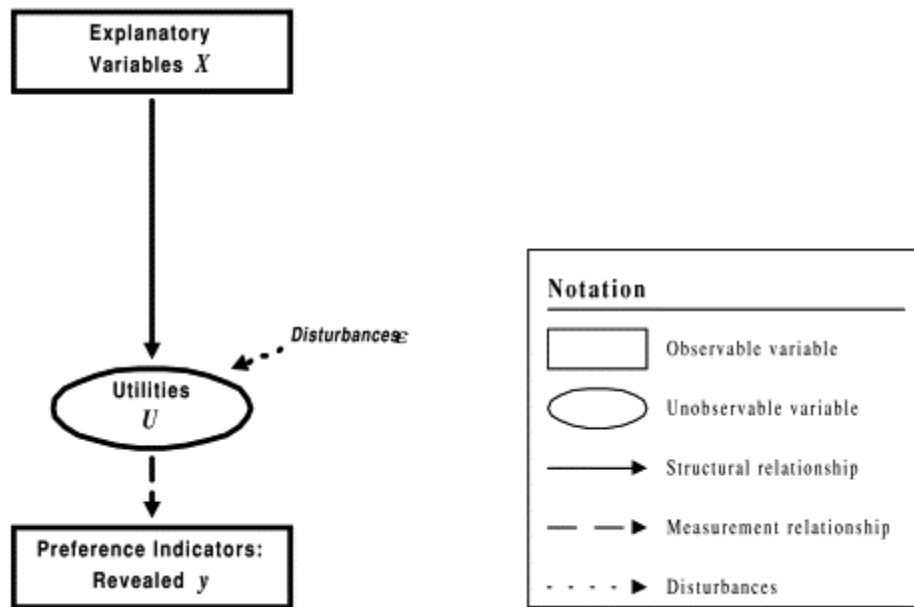 Explanatory
Variables X
Disturbances ε
Utilities
U
Preference Indicators:
Revealed y
Notation
Observable variable
Unobservable variable
Structural relationship
Measurement relationship
Disturbances